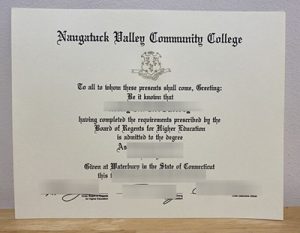 Naugatuck Valley Community College
To all to whom these presents shall come, Greeting:
Be it known that
having completed the requirements prescribed by the
Board of Regents for Higher Education
is admitted to the degree
As
Given at Waterbury in the State of Connecticut
this